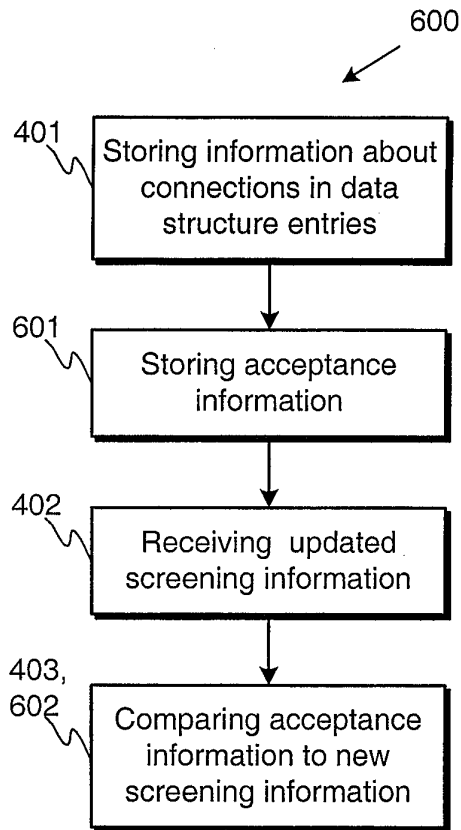 600
401
Storing information about
connections in data
structure entries
601
Storing acceptance
information
402
Receiving updated
screening information
403,
602
Comparing acceptance
information to new
screening information